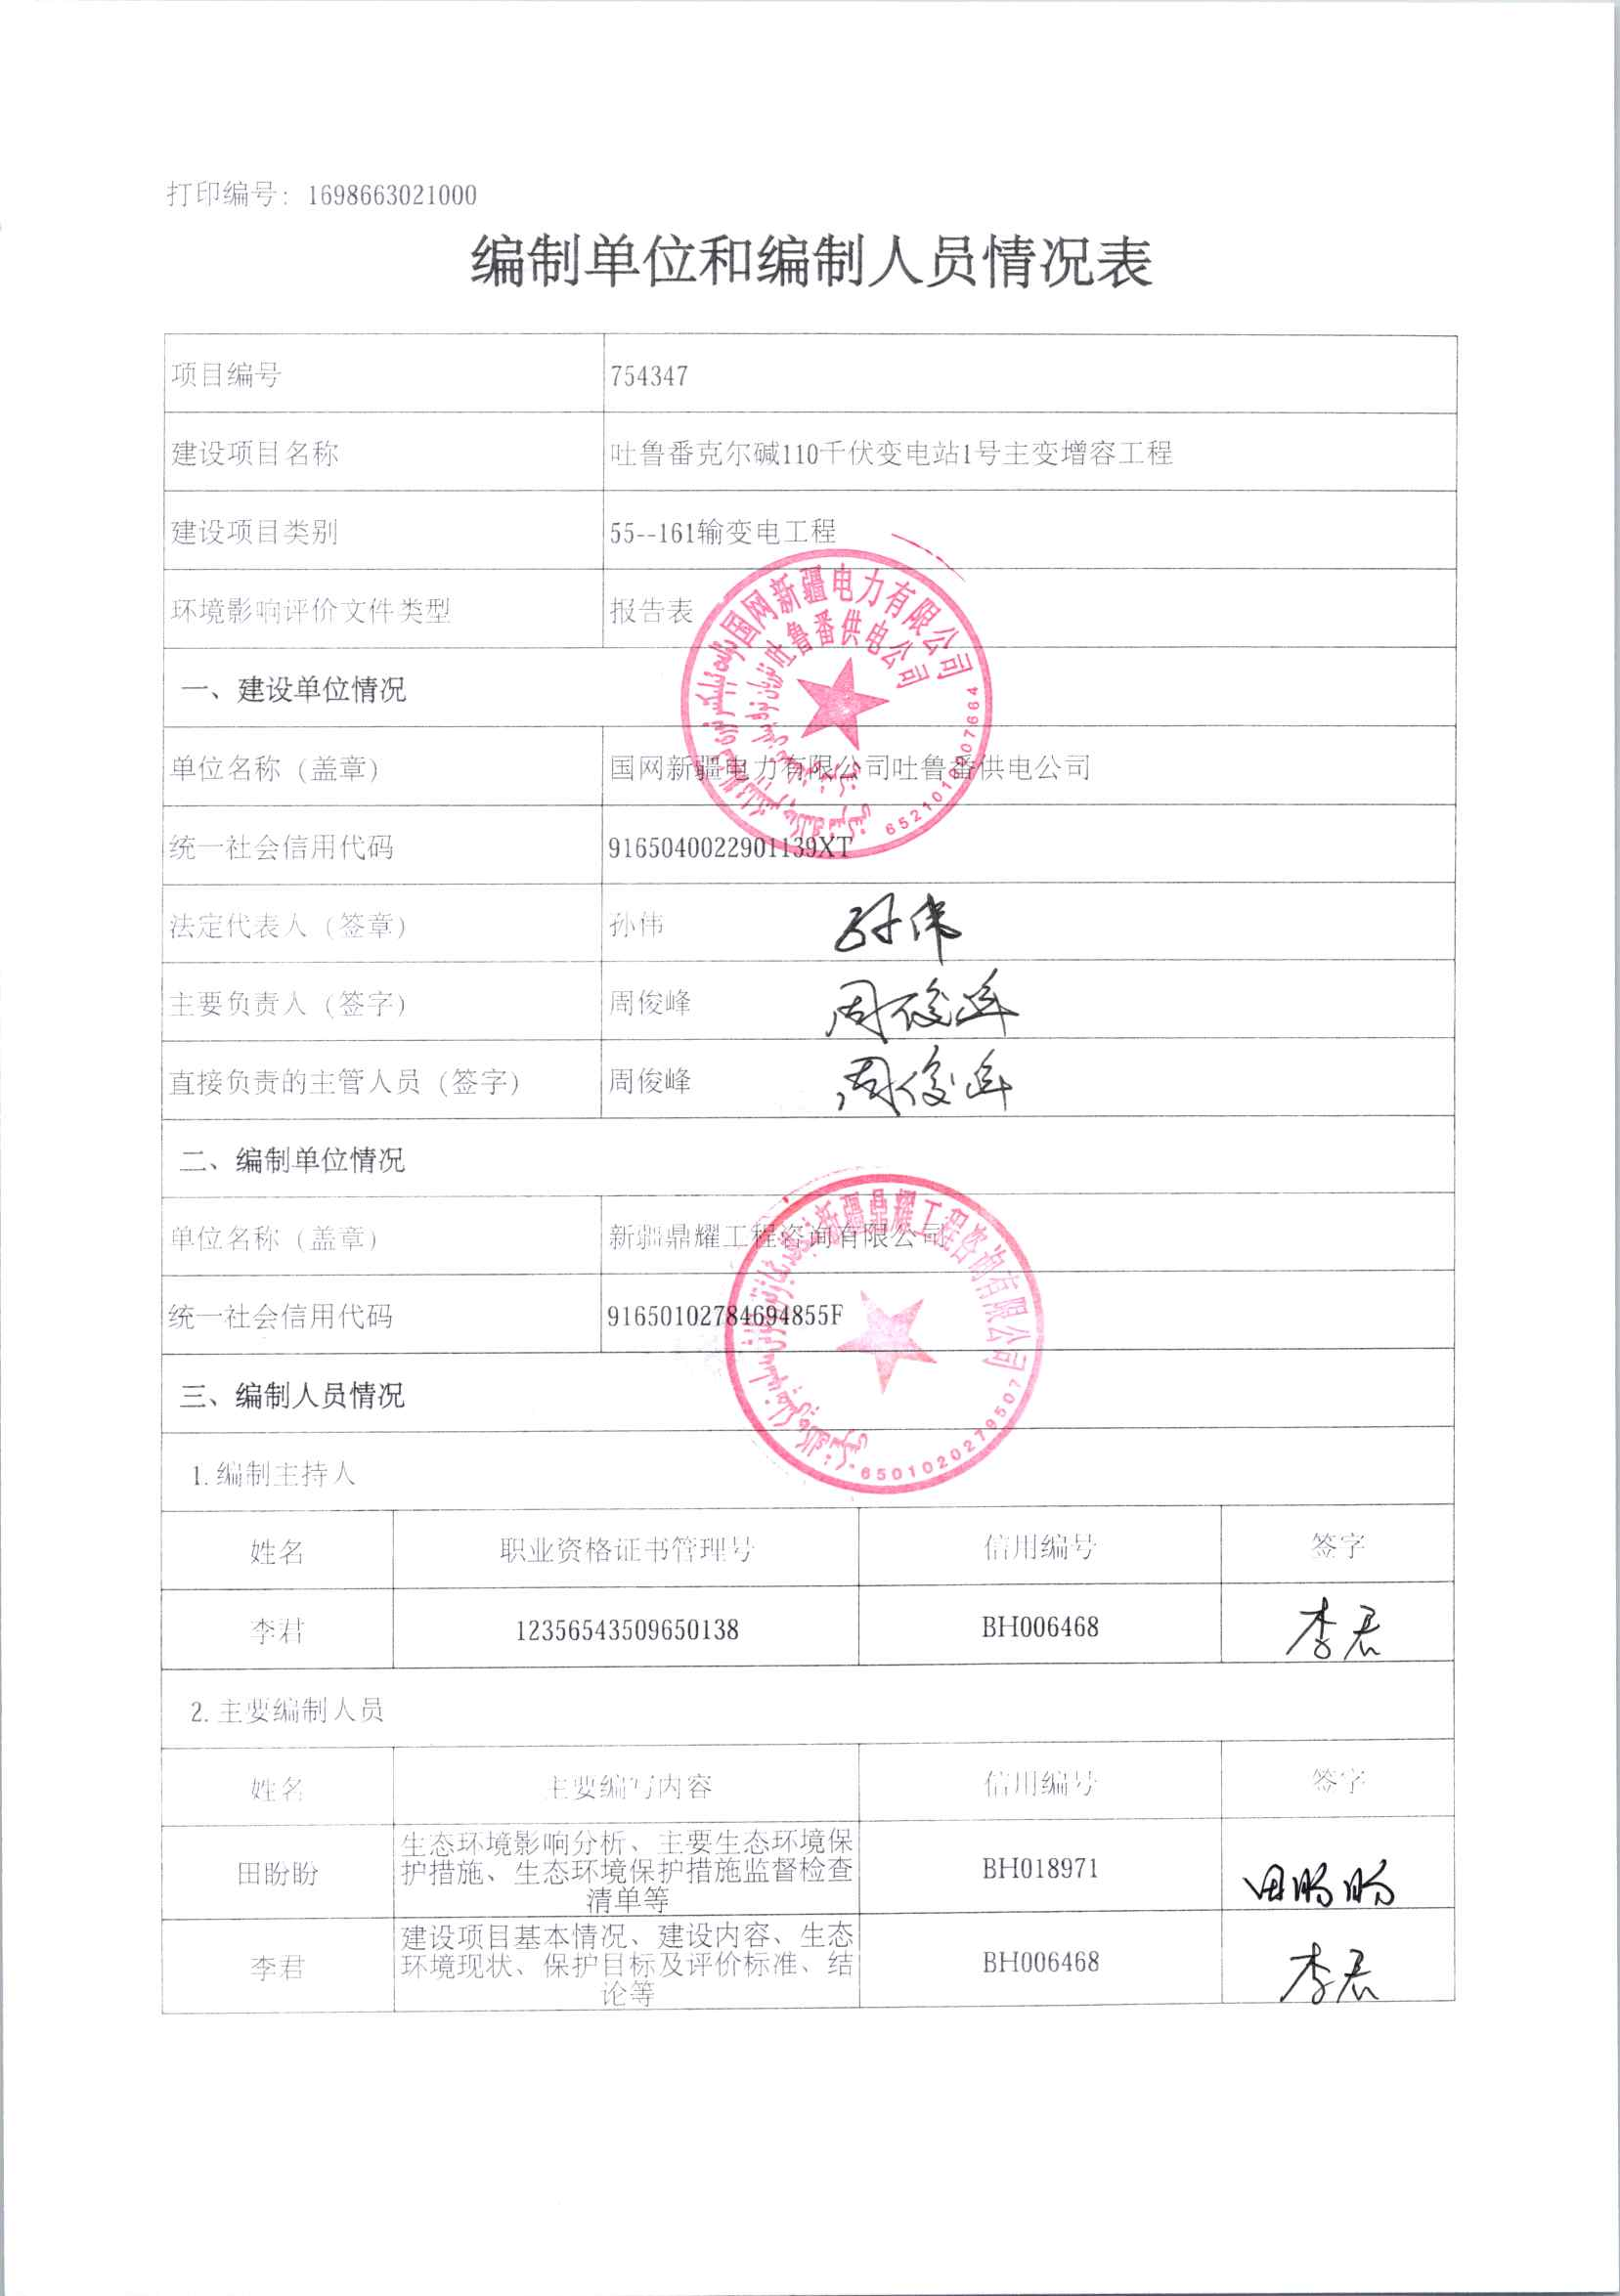 打印编号：1698663021000
编制单位和编制人员情况表
项目编号 754347
建设项目名称 吐鲁番克尔碱110千伏变电站1号主变增容工程
建设项目类别 55--161输变电工程
环境影响评价文件类型 报告表
国网新疆电力有限公司
吐鲁番供电公司
一、建设单位情况
单位名称（盖章） 国网新疆电力有限公司吐鲁番供电公司
统一社会信用代码 9165040022901139XT
法定代表人（签章） 孙伟 孙伟
主要负责人（签字） 周俊峰 周俊峰
直接负责的主管人员（签字） 周俊峰 周俊峰
二、编制单位情况
新疆鼎耀工程咨询有限公司
单位名称（盖章） 新疆鼎耀工程咨询有限公司
统一社会信用代码 91650102784694855F
6501020279507
三、编制人员情况
1.编制主持人
姓名 职业资格证书管理号 信用编号 签字
李君 12356543509650138 BH006468 李君
2.主要编制人员
姓名 主要编写内容 信用编号 签字
生态环境影响分析、主要生态环境保
田盼盼 护措施、生态环境保护措施监督检查 BH018971 田盼盼
清单等
建设项目基本情况、建设内容、生态
李君 环境现状、保护目标及评价标准、结 BH006468 李君
论等